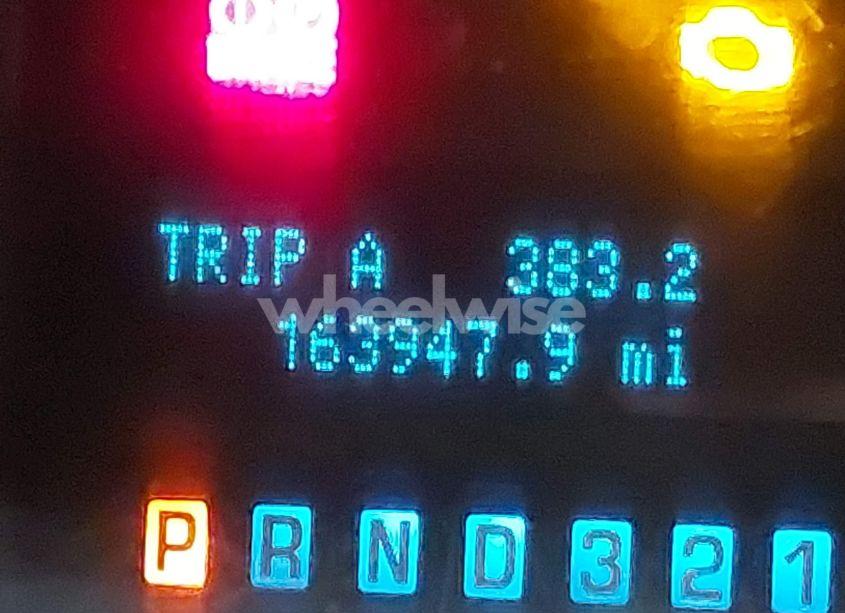 TRIP A 383.2
wheelwise
163947.9 mi
P R N D 3 2 1